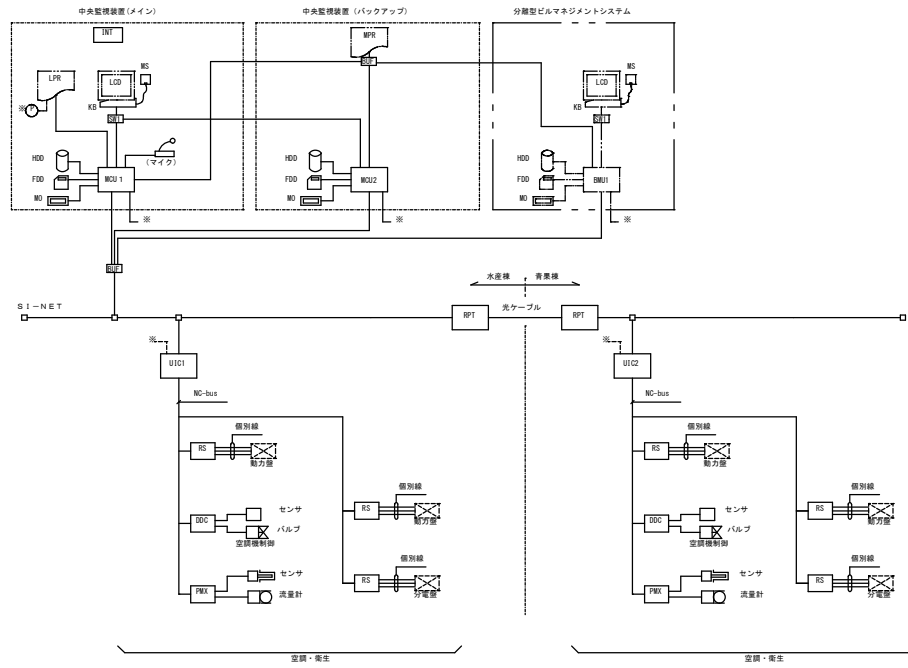 中央監視装置（メイン）
中央監視装置（バックアップ）
分離型ビルマネジメントシステム
INT
LPR
※
P
LCD
MS
KB
SWI
HDD
FDD
MO
MCU1
(マイク)
※
MPR
BUF
HDD
FDD
MO
MCU2
※
LCD
MS
KB
SWI
HDD
FDD
MO
BMU1
※
BUF
水産棟
青果棟
ＳＩ－ＮＥＴ
RPT
光ケーブル
RPT
※
UIC1
NC-bus
個別線
RS
動力盤
DDC
センサ
バルブ
空調機制御
PMX
センサ
流量計
個別線
RS
動力盤
個別線
RS
分電盤
空調・衛生
※
UIC2
NC-bus
個別線
RS
動力盤
DDC
センサ
バルブ
空調機制御
PMX
センサ
流量計
個別線
RS
動力盤
個別線
RS
分電盤
空調・衛生